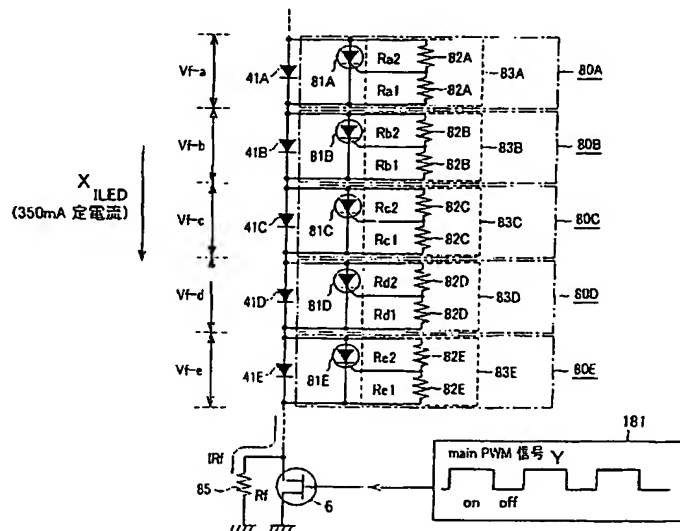 Vf-a
41A
81A
Ra2
82A
Ra1
82A
83A
80A
Vf-b
41B
81B
Rb2
82B
Rb1
82B
83B
80B
X
ILED
(350mA 定電流)
Vf-c
41C
81C
Rc2
82C
Rc1
82C
83C
80C
Vf-d
41D
81D
Rd2
82D
Rd1
82D
83D
80D
Vf-e
41E
81E
Re2
82E
Re1
82E
83E
80E
181
main PWM 信号 Y
on off
IRf
85
Rf
6